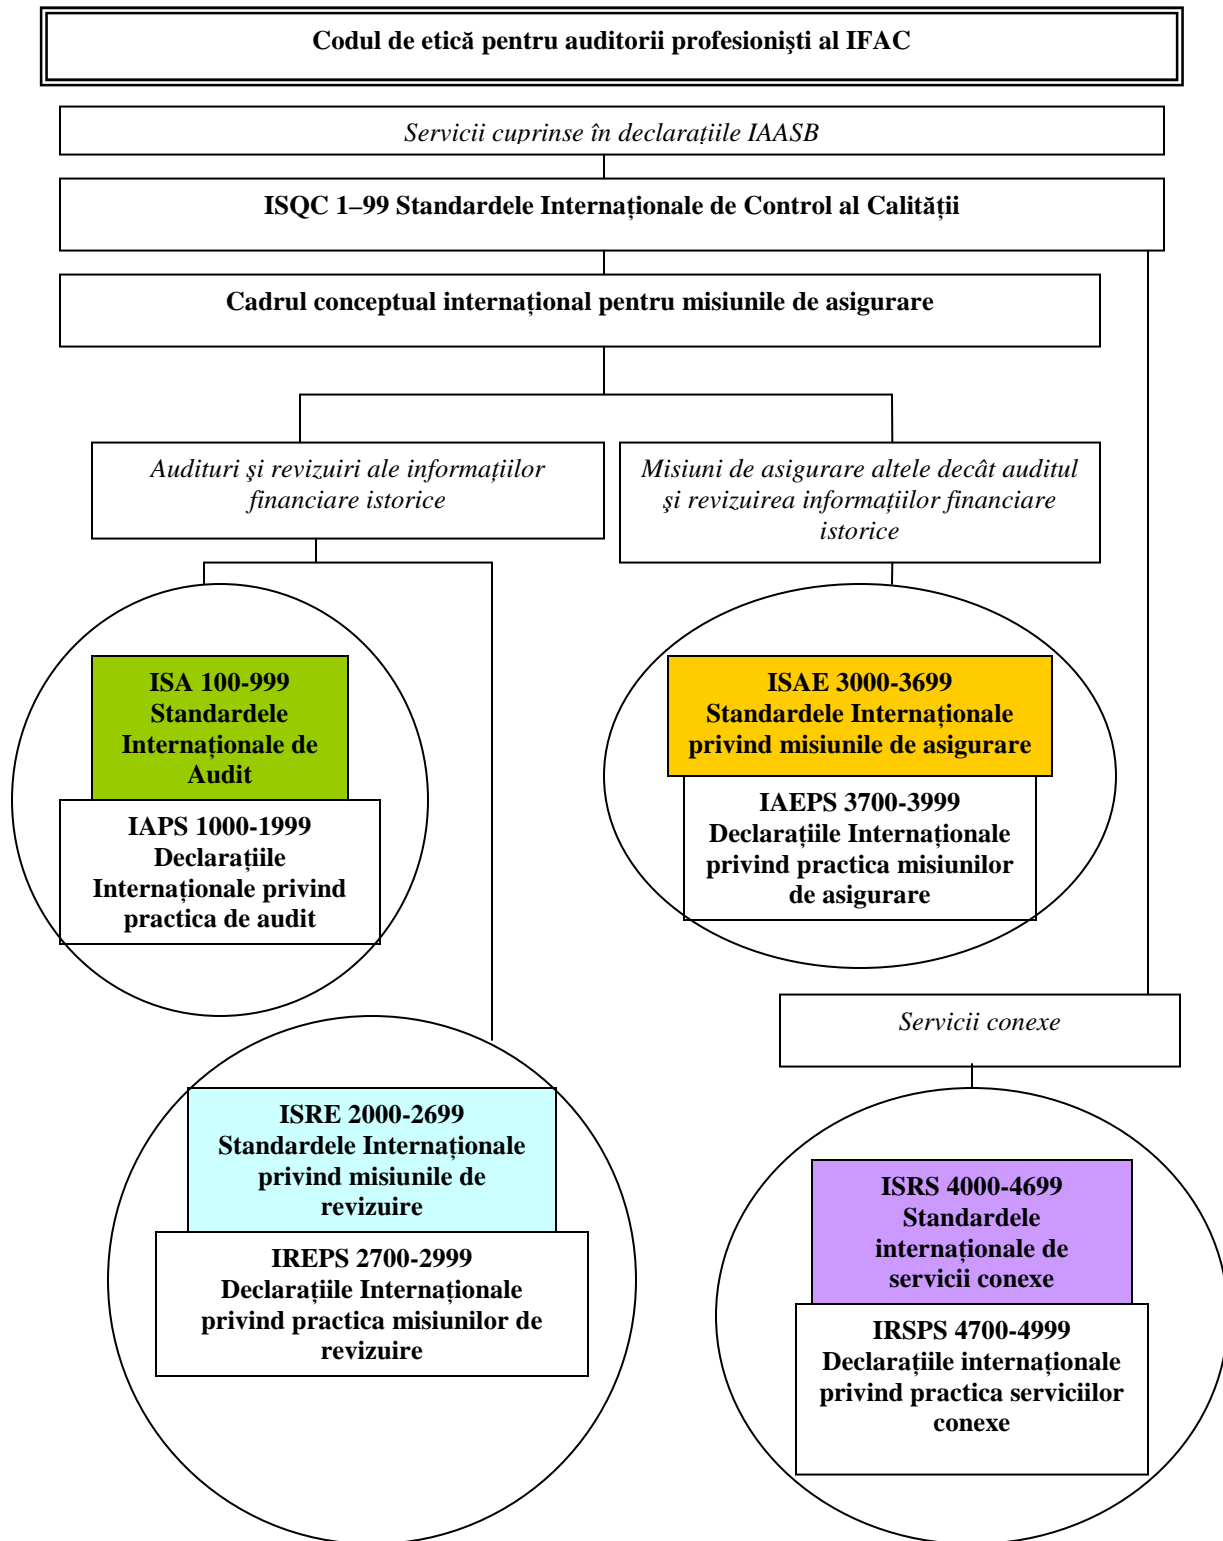 Codul de etică pentru auditorii profesionişti al IFAC
Servicii cuprinse în declarațiile IAASB
ISQC 1–99 Standardele Internaționale de Control al Calității
Cadrul conceptual internațional pentru misiunile de asigurare
Audituri şi revizuiri ale informațiilor
financiare istorice
Misiuni de asigurare altele decât auditul
şi revizuirea informațiilor financiare
istorice
ISA 100-999
Standardele
Internaționale de
Audit
IAPS 1000-1999
Declarațiile
Internaționale privind
practica de audit
ISAE 3000-3699
Standardele Internaționale
privind misiunile de asigurare
IAEPS 3700-3999
Declarațiile Internaționale
privind practica misiunilor
de asigurare
Servicii conexe
ISRE 2000-2699
Standardele Internaționale
privind misiunile de
revizuire
IREPS 2700-2999
Declarațiile Internaționale
privind practica misiunilor de
revizuire
ISRS 4000-4699
Standardele
internaționale de
servicii conexe
IRSPS 4700-4999
Declarațiile internaționale
privind practica serviciilor
conexe